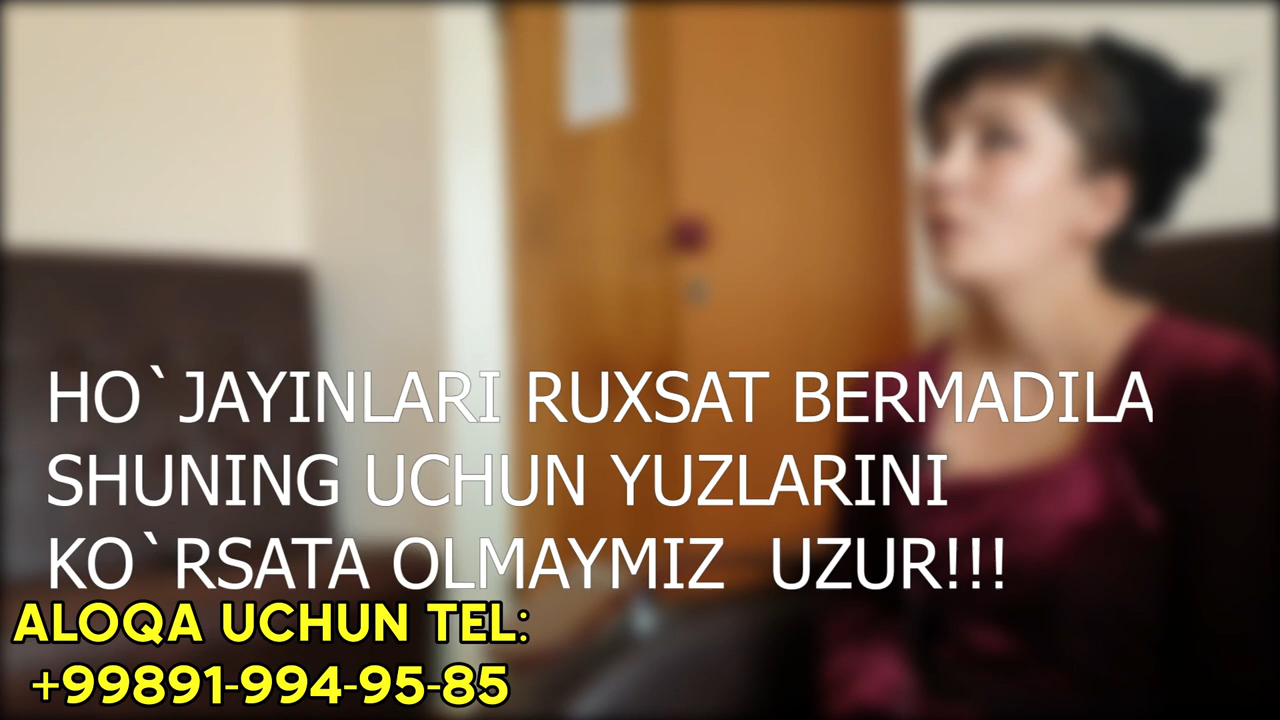 HO`JAYINLARI RUXSAT BERMADILA
SHUNING UCHUN YUZLARINI
KO`RSATA OLMAYMIZ  UZUR!!!
ALOQA UCHUN TEL:
+99891-994-95-85